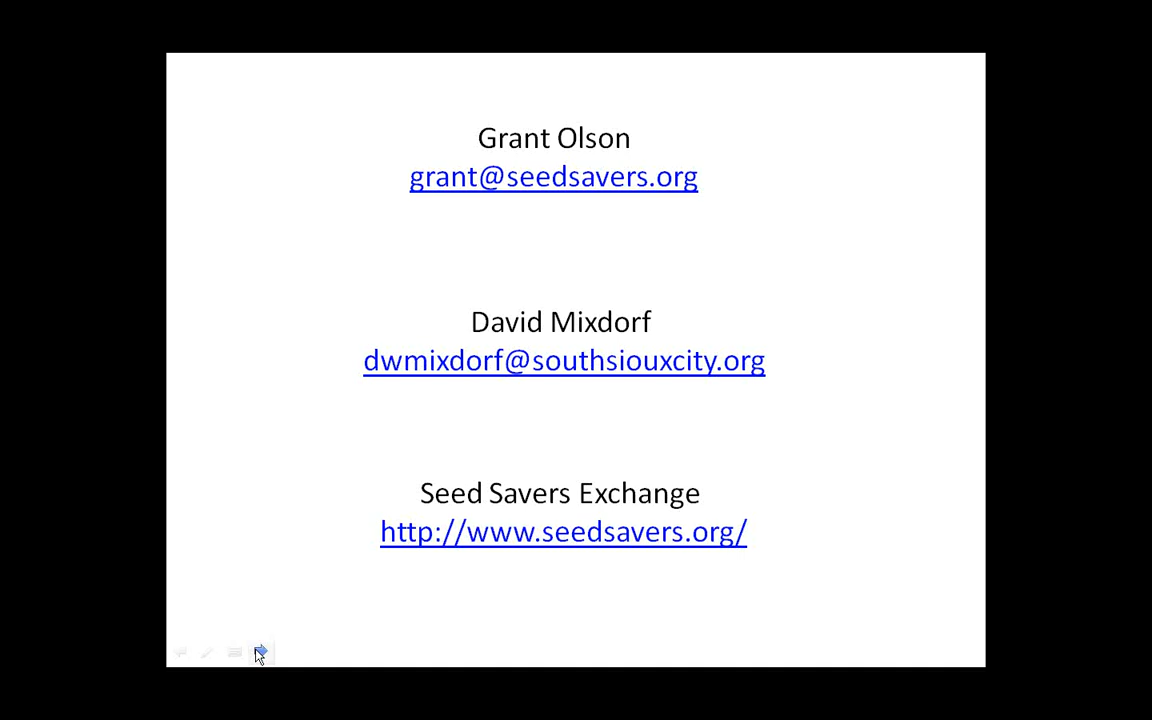 Grant Olson
grant@seedsavers.org
David Mixdorf
dwmixdorf@southsiouxcity.org
Seed Savers Exchange
http://www.seedsavers.org/